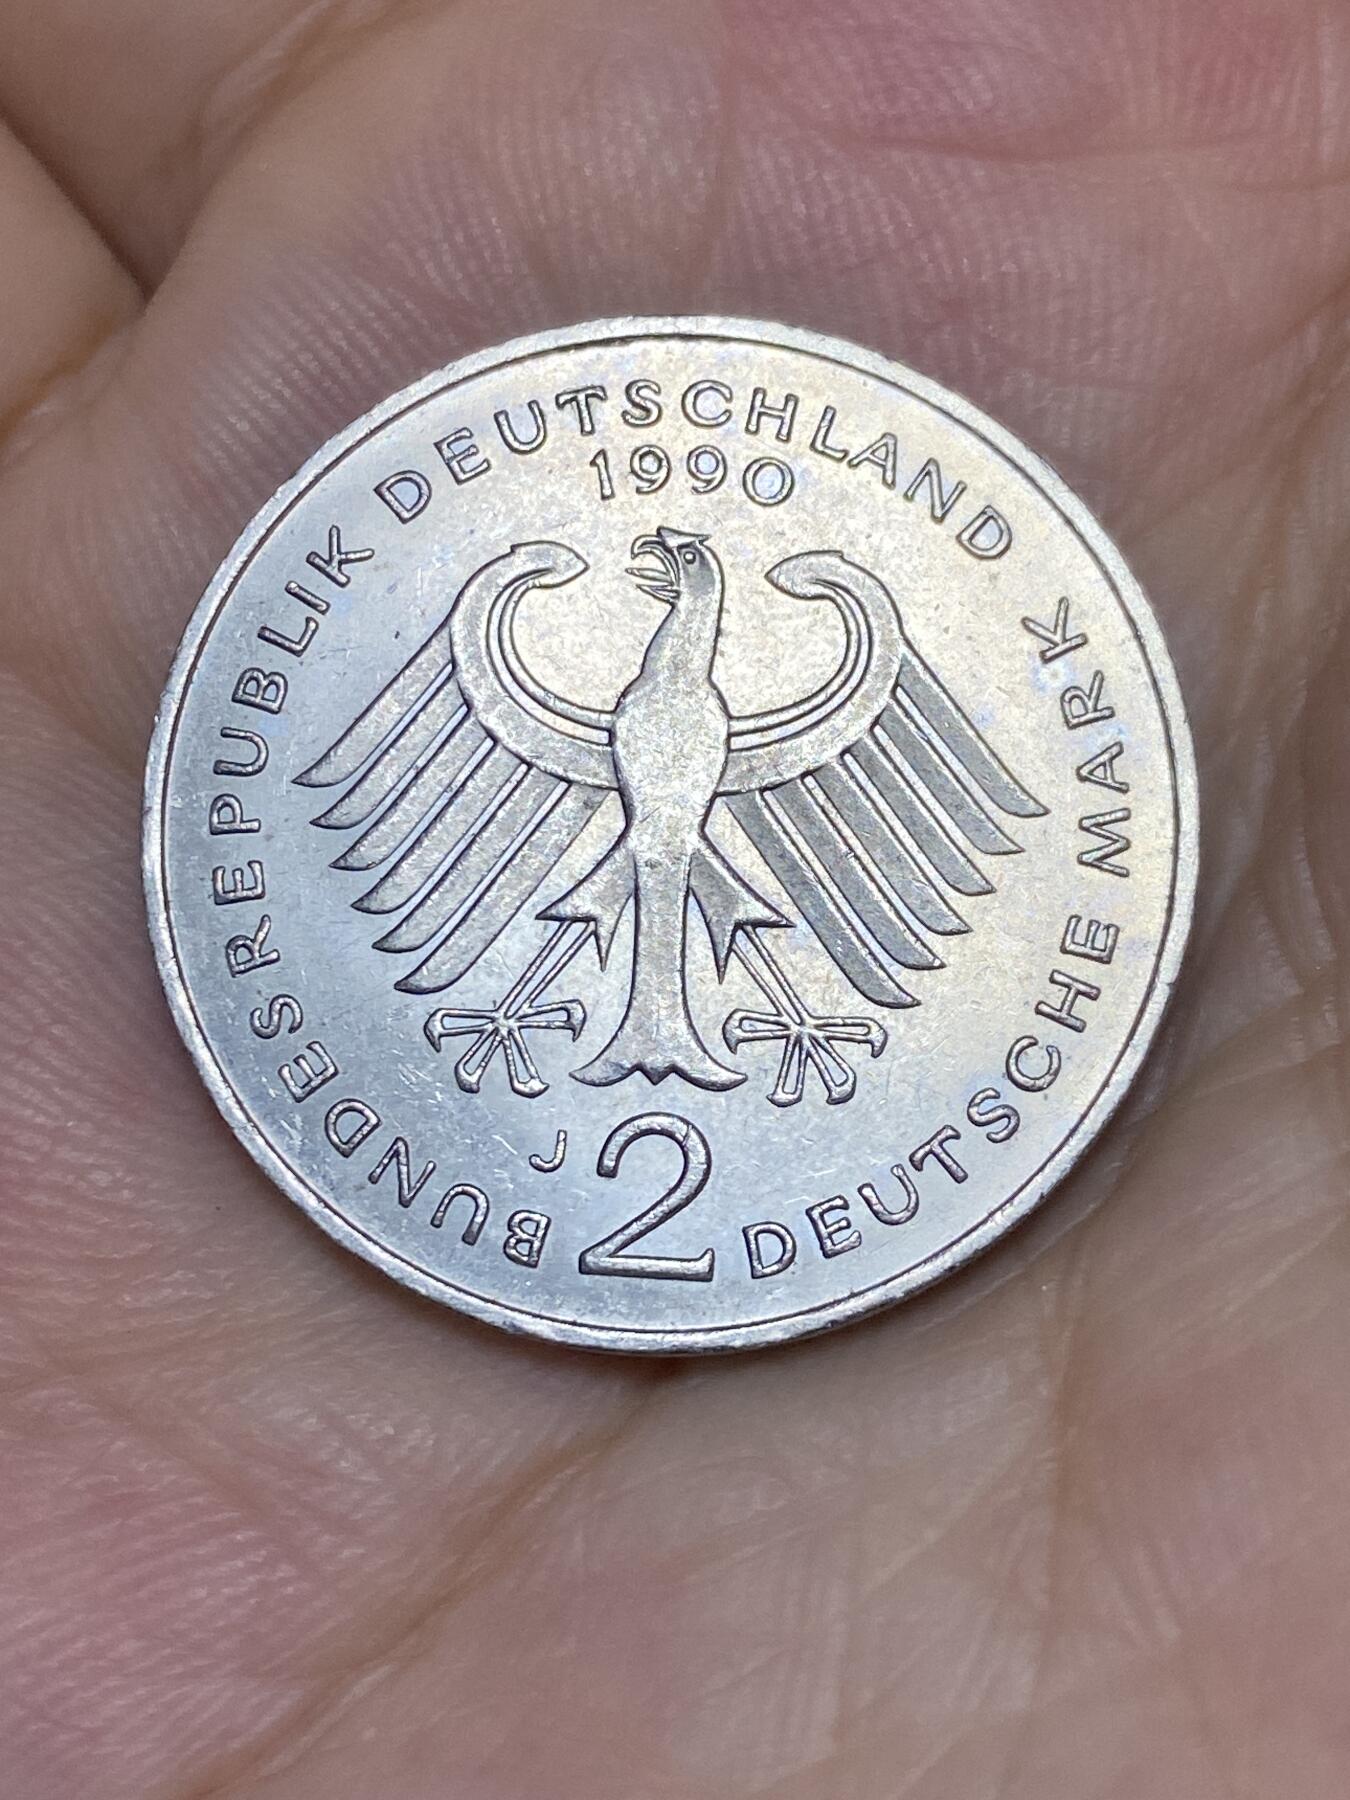 BUNDESREPUBLIK DEUTSCHLAND
1990
J
2
DEUTSCHE MARK